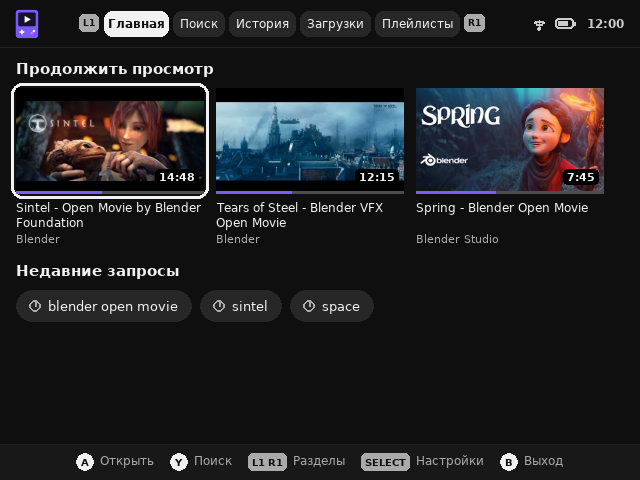 L1 Главная Поиск История Загрузки Плейлисты R1 12:00
Продолжить просмотр
SINTEL
14:48
12:15
SPRING
blender
7:45
Sintel - Open Movie by Blender Foundation
Blender
Tears of Steel - Blender VFX Open Movie
Blender
Spring - Blender Open Movie
Blender Studio
Недавние запросы
blender open movie
sintel
space
A Открыть Y Поиск L1 R1 Разделы SELECT Настройки B Выход